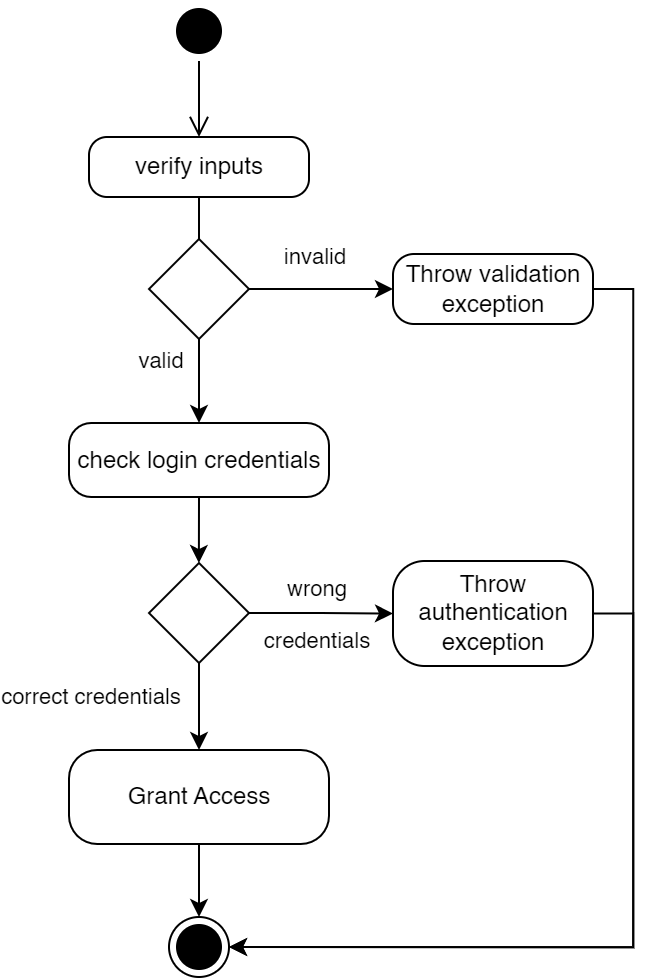 verify inputs
invalid
Throw validation
exception
valid
check login credentials
wrong
credentials
Throw
authentication
exception
correct credentials
Grant Access